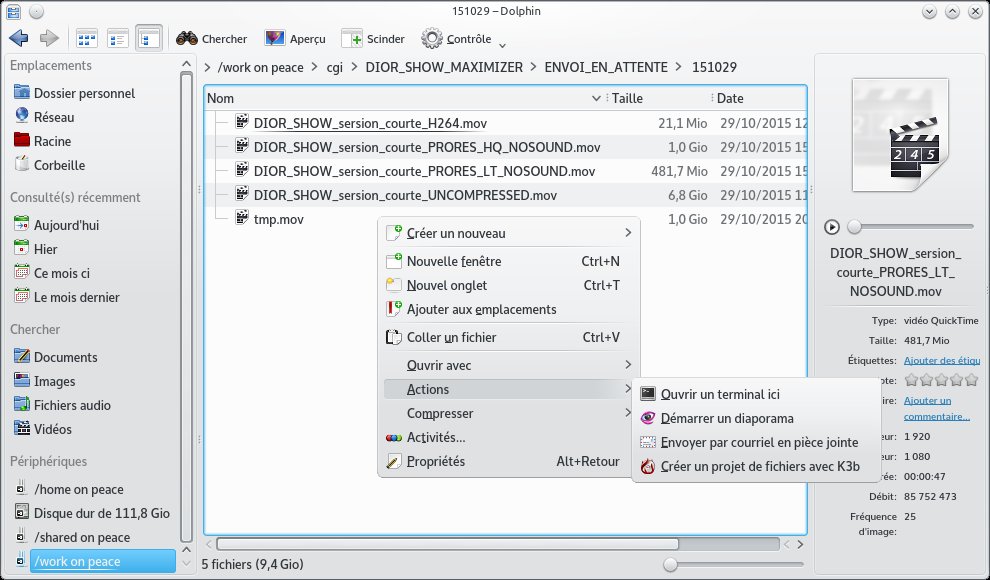 151029 – Dolphin
Chercher Aperçu Scinder Contrôle
Emplacements
Dossier personnel
Réseau
Racine
Corbeille
Consulté(s) récemment
Aujourd'hui
Hier
Ce mois ci
Le mois dernier
Chercher
Documents
Images
Fichiers audio
Vidéos
Périphériques
/home on peace
Disque dur de 111,8 Gio
/shared on peace
/work on peace
> /work on peace > cgi > DIOR_SHOW_MAXIMIZER > ENVOI_EN_ATTENTE > 151029
Nom Taille Date
DIOR_SHOW_sersion_courte_H264.mov 21,1 Mio 29/10/2015 12
DIOR_SHOW_sersion_courte_PRORES_HQ_NOSOUND.mov 1,0 Gio 29/10/2015 15
DIOR_SHOW_sersion_courte_PRORES_LT_NOSOUND.mov 481,7 Mio 29/10/2015 15
DIOR_SHOW_sersion_courte_UNCOMPRESSED.mov 6,8 Gio 29/10/2015 11
tmp.mov 1,0 Gio 29/10/2015 20
Créer un nouveau
Nouvelle fenêtre Ctrl+N
Nouvel onglet Ctrl+T
Ajouter aux emplacements
Coller un fichier Ctrl+V
Ouvrir avec
Actions
Compresser
Activités...
Propriétés Alt+Retour
Ouvrir un terminal ici
Démarrer un diaporama
Envoyer par courriel en pièce jointe
Créer un projet de fichiers avec K3b
5 fichiers (9,4 Gio)
2 4 5
DIOR_SHOW_sersion_
courte_PRORES_LT_
NOSOUND.mov
Type: vidéo QuickTime
Taille: 481,7 Mio
Étiquettes: Ajouter des étiqu
ote:
ire: Ajouter un
commentaire...
eur: 1 920
eur: 1 080
rée: 00:00:47
Débit: 85 752 473
Fréquence 25
d'image: